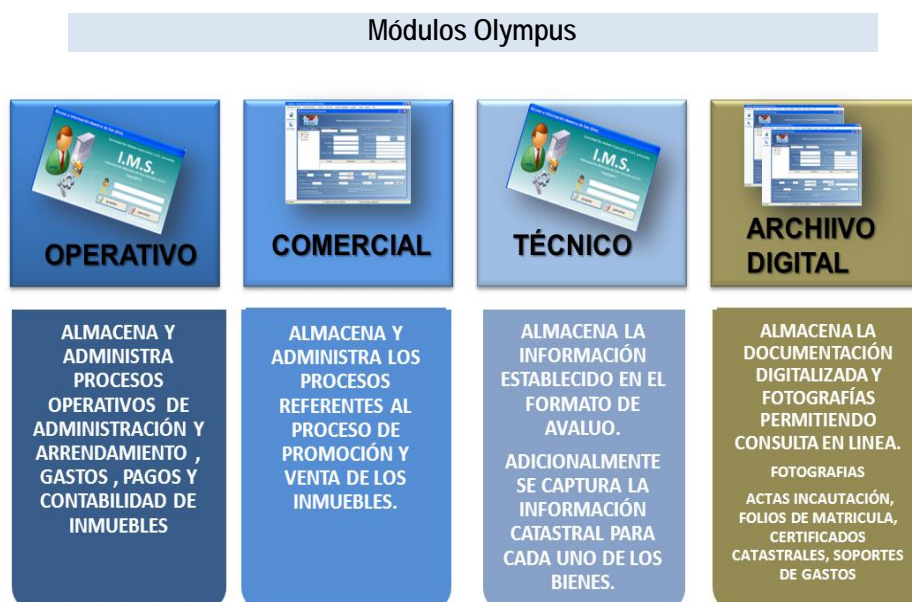 Módulos Olympus
I.M.S.
OPERATIVO
COMERCIAL
I.M.S.
TÉCNICO
ARCHIIVO
DIGITAL
ALMACENA Y
ADMINISTRA
PROCESOS
OPERATIVOS DE
ADMINISTRACIÓN Y
ARRENDAMIENTO ,
GASTOS , PAGOS Y
CONTABILIDAD DE
INMUEBLES
ALMACENA Y
ADMINISTRA LOS
PROCESOS
REFERENTES AL
PROCESO DE
PROMOCIÓN Y
VENTA DE LOS
INMUEBLES.
ALMACENA LA
INFORMACIÓN
ESTABLECIDO EN EL
FORMATO DE
AVALUO.
ADICIONALMENTE
SE CAPTURA LA
INFORMACIÓN
CATASTRAL PARA
CADA UNO DE LOS
BIENES.
ALMACENA LA
DOCUMENTACIÓN
DIGITALIZADA Y
FOTOGRAFÍAS
PERMITIENDO
CONSULTA EN LINEA.
FOTOGRAFIAS
ACTAS INCAUTACIÓN,
FOLIOS DE MATRICULA,
CERTIFICADOS
CATASTRALES, SOPORTES
DE GASTOS